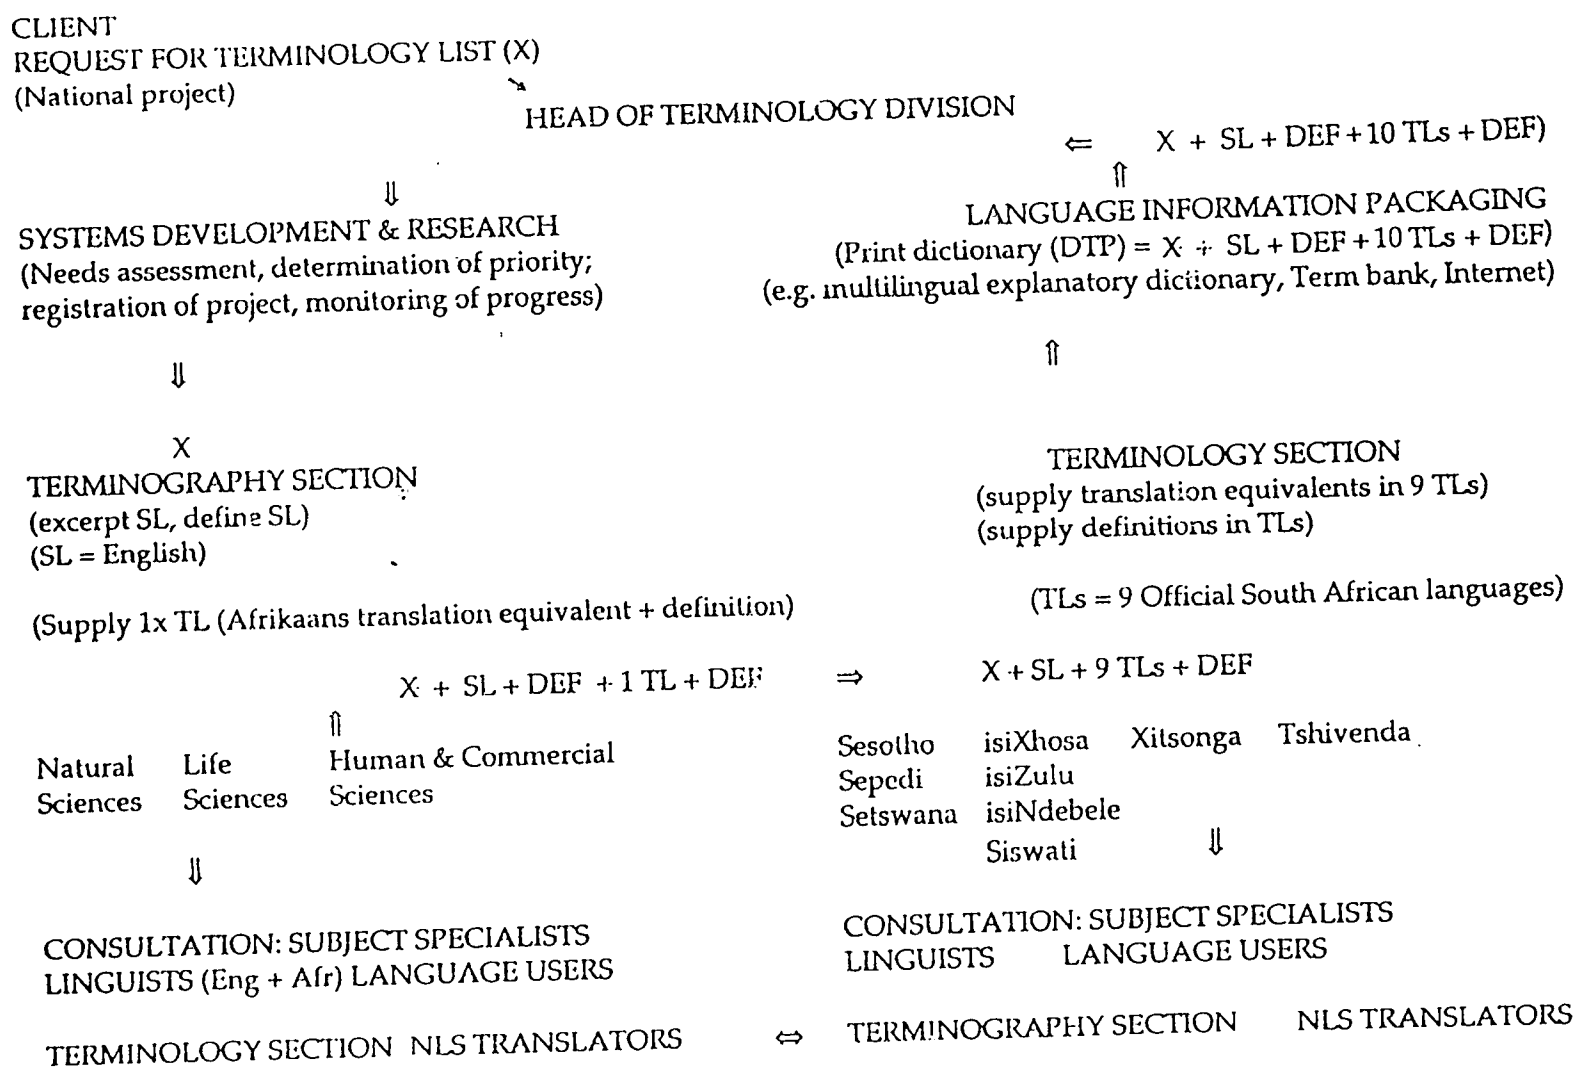 CLIENT
REQUEST FOR TERMINOLOGY LIST (X)
(National project)
↘
HEAD OF TERMINOLOGY DIVISION
⇐ X + SL + DEF + 10 TLs + DEF)
⇓
⇑
SYSTEMS DEVELOPMENT & RESEARCH
(Needs assessment, determination of priority;
registration of project, monitoring of progress)
LANGUAGE INFORMATION PACKAGING
(Print dictionary (DTP) = X + SL + DEF + 10 TLs + DEF)
(e.g. multilingual explanatory dictionary, Term bank, Internet)
⇓
⇑
X
TERMINOGRAPHY SECTION
(excerpt SL, define SL)
(SL = English)
(Supply 1x TL (Afrikaans translation equivalent + definition)
TERMINOLOGY SECTION
(supply translation equivalents in 9 TLs)
(supply definitions in TLs)
(TLs = 9 Official South African languages)
X + SL + DEF + 1 TL + DEF ⇒ X + SL + 9 TLs + DEF
⇑
Natural Life Human & Commercial
Sciences Sciences Sciences
Sesotho isiXhosa Xitsonga Tshivenda
Sepedi isiZulu
Setswana isiNdebele
Siswati
⇓
⇓
CONSULTATION: SUBJECT SPECIALISTS
LINGUISTS (Eng + Afr) LANGUAGE USERS
CONSULTATION: SUBJECT SPECIALISTS
LINGUISTS LANGUAGE USERS
TERMINOLOGY SECTION NLS TRANSLATORS ⇔ TERMINOGRAPHY SECTION NLS TRANSLATORS